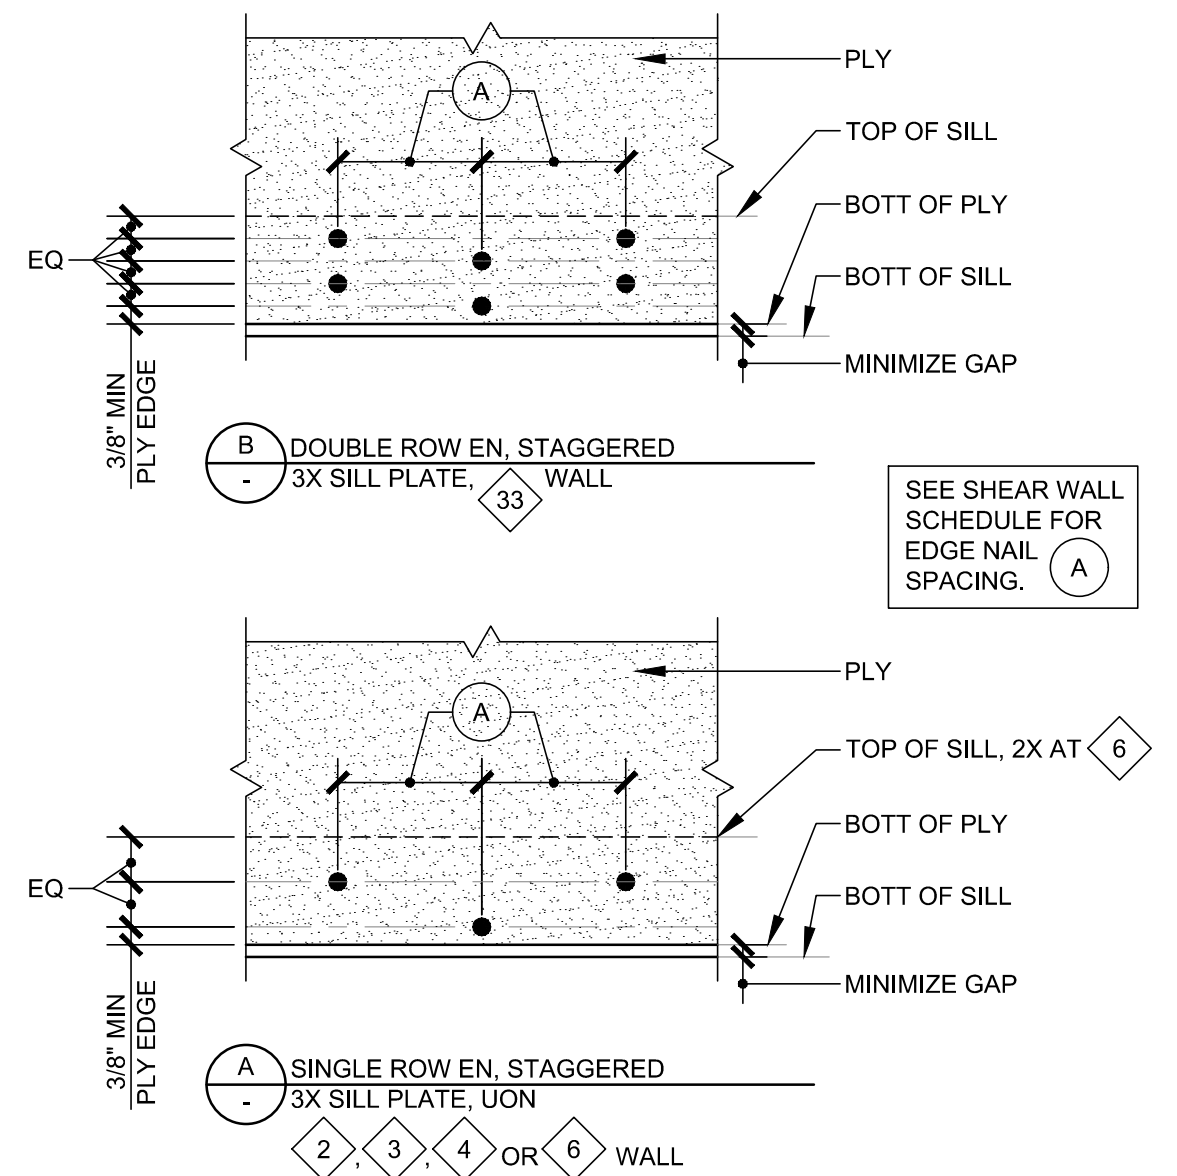 PLY
A
TOP OF SILL
BOTT OF PLY
EQ
BOTT OF SILL
MINIMIZE GAP
3/8" MIN
PLY EDGE
B
-
DOUBLE ROW EN, STAGGERED
3X SILL PLATE, 33 WALL
SEE SHEAR WALL
SCHEDULE FOR
EDGE NAIL
SPACING. A
PLY
A
TOP OF SILL, 2X AT 6
BOTT OF PLY
EQ
BOTT OF SILL
MINIMIZE GAP
3/8" MIN
PLY EDGE
A
-
SINGLE ROW EN, STAGGERED
3X SILL PLATE, UON
2, 3, 4 OR 6 WALL